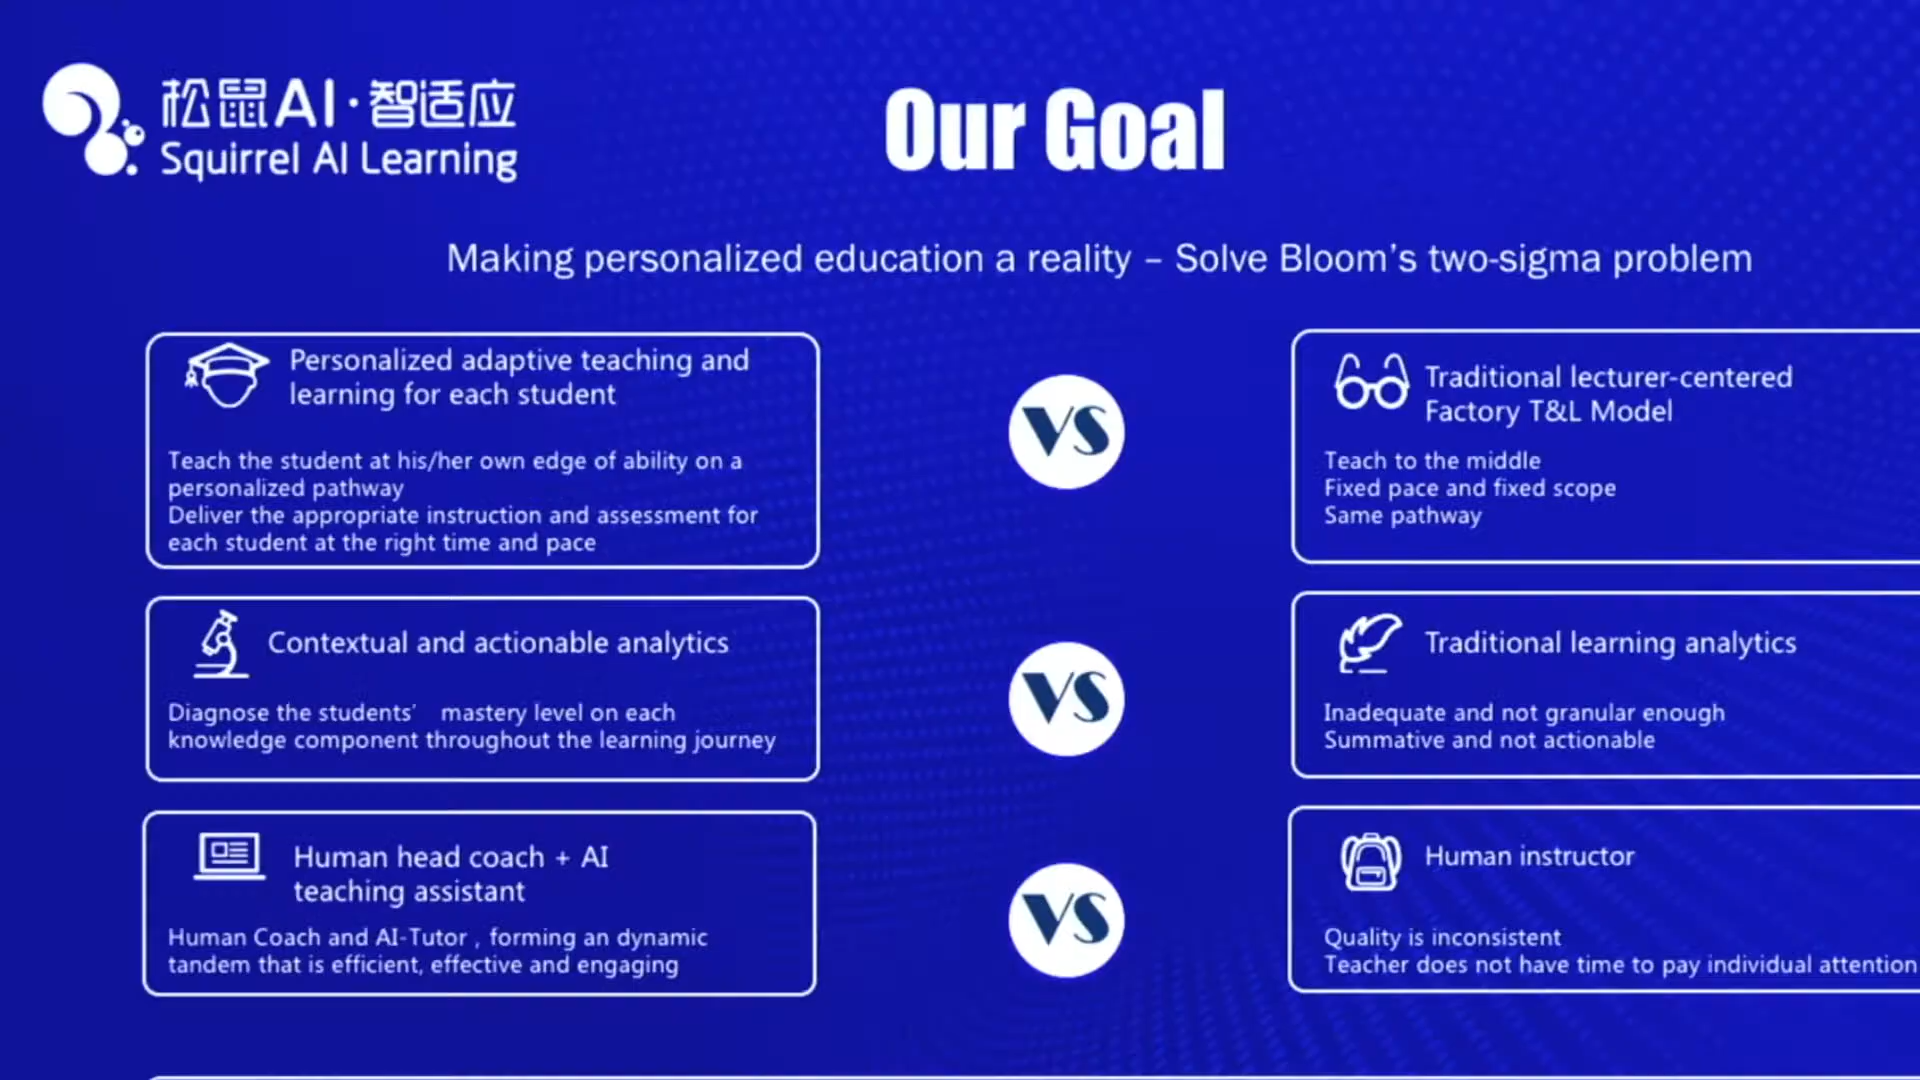 松鼠AI·智适应
Squirrel AI Learning
Our Goal
Making personalized education a reality – Solve Bloom's two-sigma problem
Personalized adaptive teaching and
learning for each student
Teach the student at his/her own edge of ability on a
personalized pathway
Deliver the appropriate instruction and assessment for
each student at the right time and pace
VS
Traditional lecturer-centered
Factory T&L Model
Teach to the middle
Fixed pace and fixed scope
Same pathway
Contextual and actionable analytics
Diagnose the students' mastery level on each
knowledge component throughout the learning journey
VS
Traditional learning analytics
Inadequate and not granular enough
Summative and not actionable
Human head coach + AI
teaching assistant
Human Coach and AI-Tutor , forming an dynamic
tandem that is efficient, effective and engaging
VS
Human instructor
Quality is inconsistent
Teacher does not have time to pay individual attention